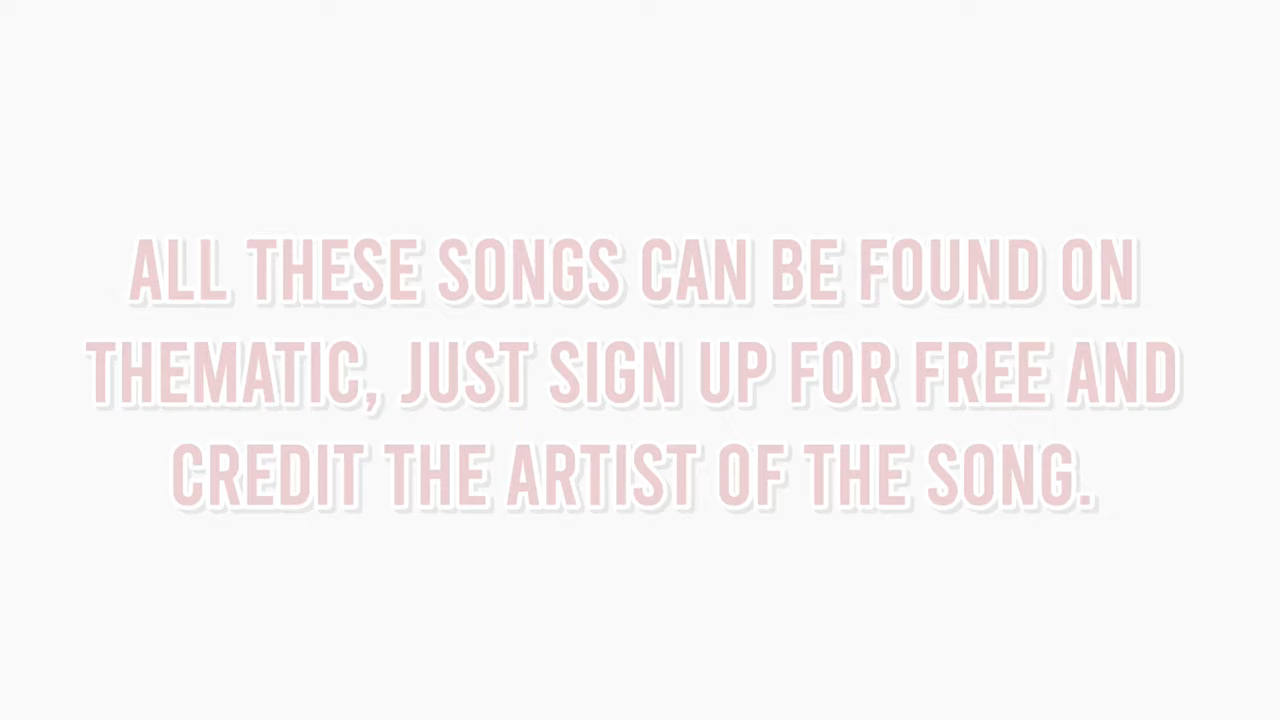 ALL THESE SONGS CAN BE FOUND ON
THEMATIC, JUST SIGN UP FOR FREE AND
CREDIT THE ARTIST OF THE SONG.